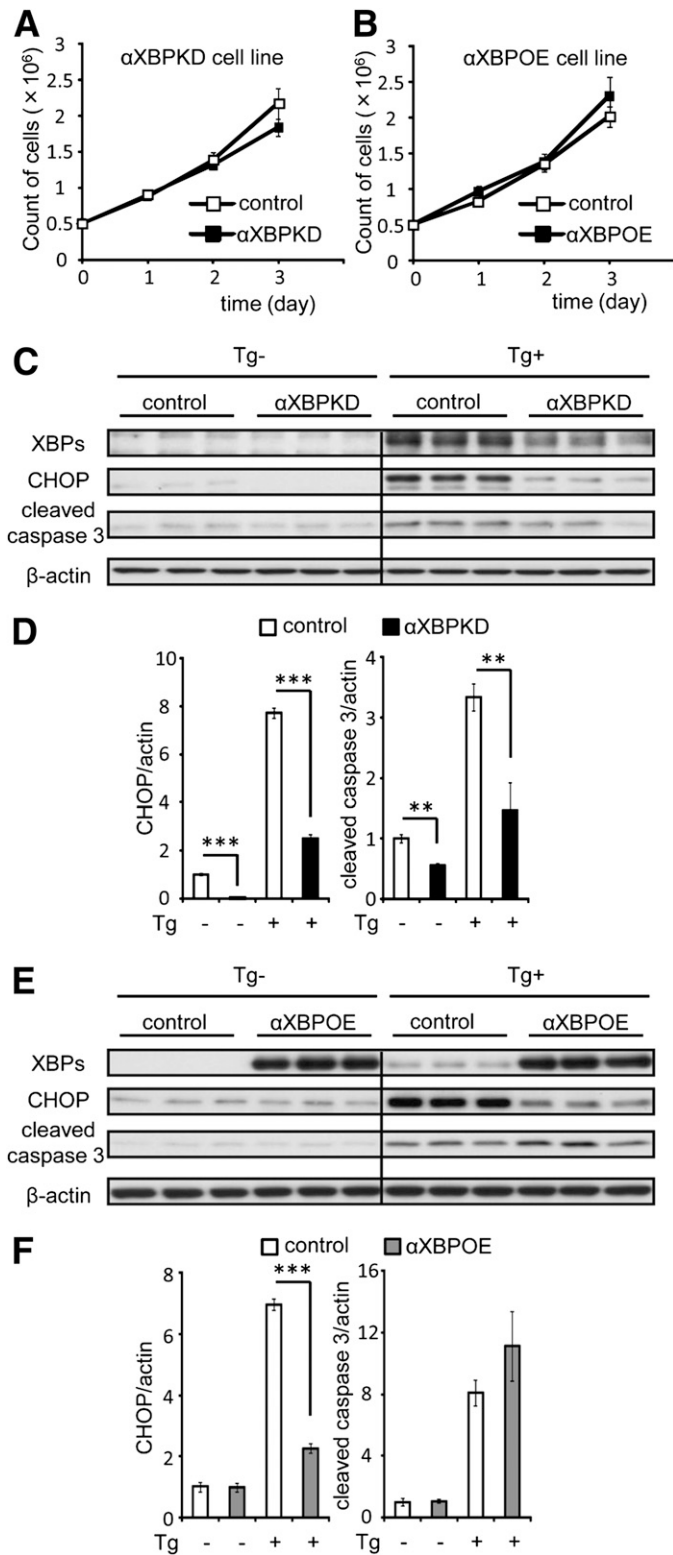 A
αXBPKD cell line
Count of cells (×10⁶)
3
2.5
2
1.5
1
0.5
0
control
αXBPKD
0 1 2 3
time (day)
B
αXBPOE cell line
Count of cells (×10⁶)
3
2.5
2
1.5
1
0.5
0
control
αXBPOE
0 1 2 3
time (day)
C
Tg- Tg+
control αXBPKD control αXBPKD
XBPs
CHOP
cleaved
caspase 3
β-actin
D
control αXBPKD
CHOP/actin
10
8
6
4
2
0
*** ***
Tg - - + +
cleaved caspase 3/actin
4
3
2
1
0
** **
- - + +
E
Tg- Tg+
control αXBPOE control αXBPOE
XBPs
CHOP
cleaved
caspase 3
β-actin
F
control αXBPOE
CHOP/actin
8
6
4
2
0
***
Tg - - + +
cleaved caspase 3/actin
16
12
8
4
0
Tg - - + +